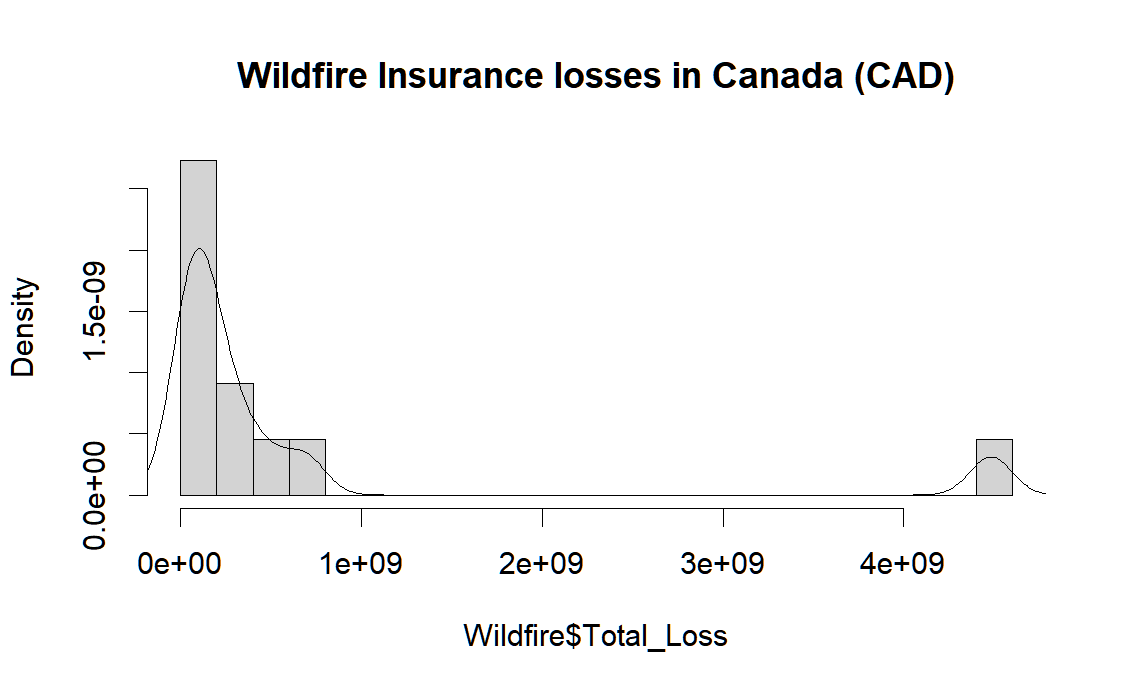 Wildfire Insurance losses in Canada (CAD)
Density
1.5e-09
0.0e+00
0e+00 1e+09 2e+09 3e+09 4e+09
Wildfire$Total_Loss